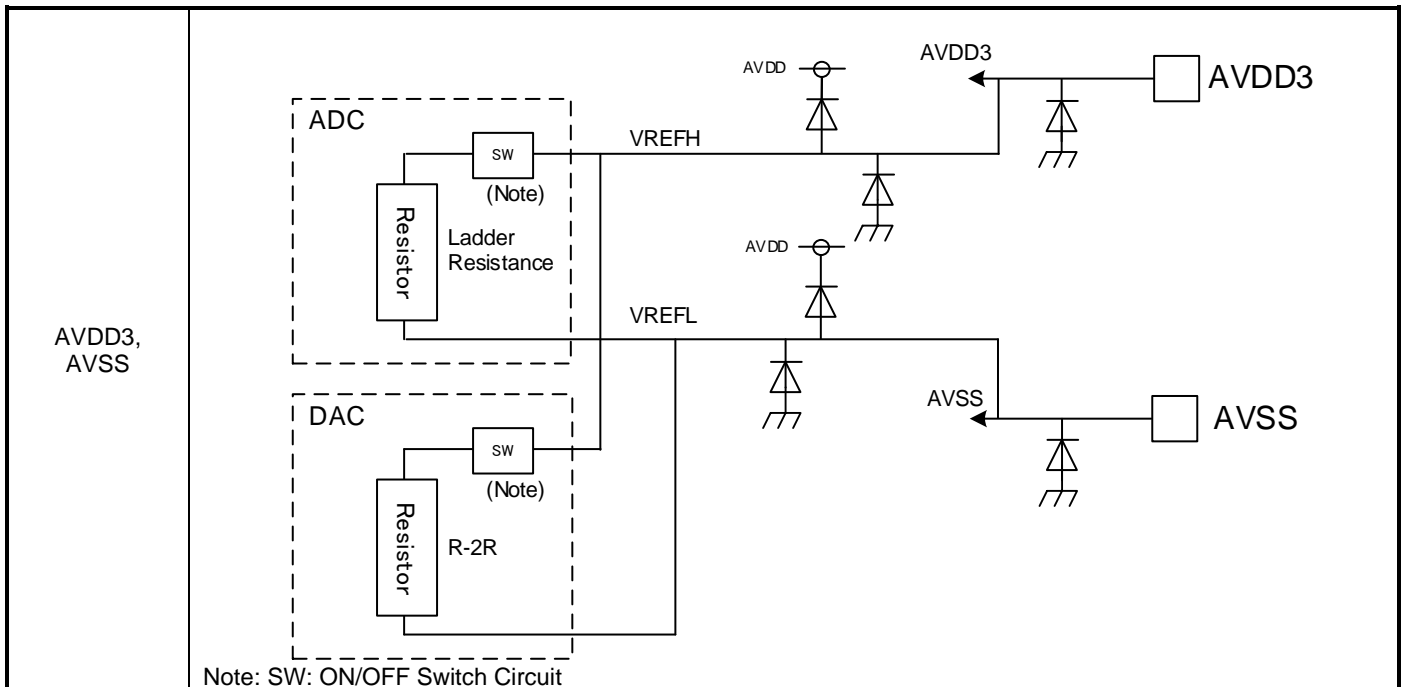 AVDD3,
AVSS
ADC
SW
(Note)
Resistor
Ladder
Resistance
DAC
SW
(Note)
Resistor
R-2R
VREFH
VREFL
AVDD
AVDD
AVDD3
AVDD3
AVSS
AVSS
Note: SW: ON/OFF Switch Circuit